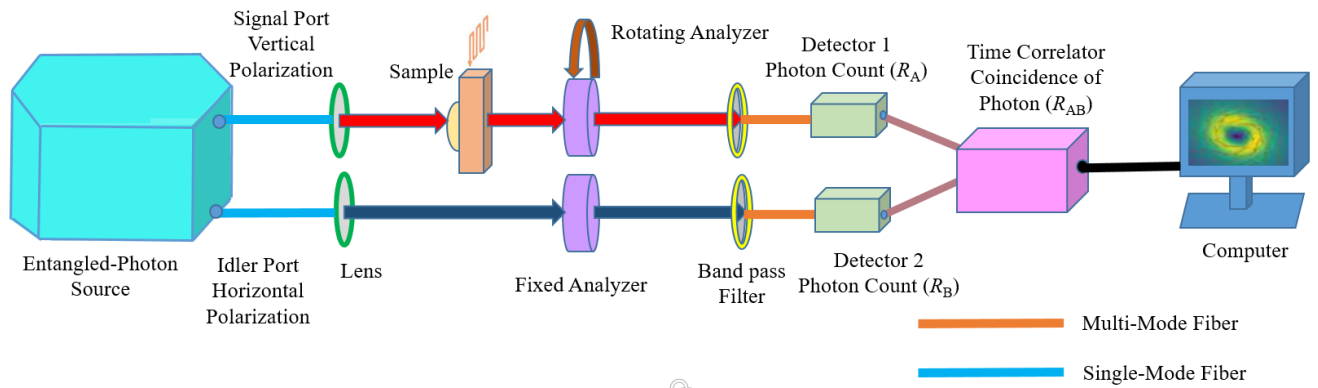 Signal Port
Vertical
Polarization
Sample
Rotating Analyzer
Detector 1
Photon Count (RA)
Time Correlator
Coincidence of
Photon (RAB)
Entangled-Photon
Source
Idler Port
Horizontal
Polarization
Lens
Fixed Analyzer
Band pass
Filter
Detector 2
Photon Count (RB)
Computer
Multi-Mode Fiber
Single-Mode Fiber